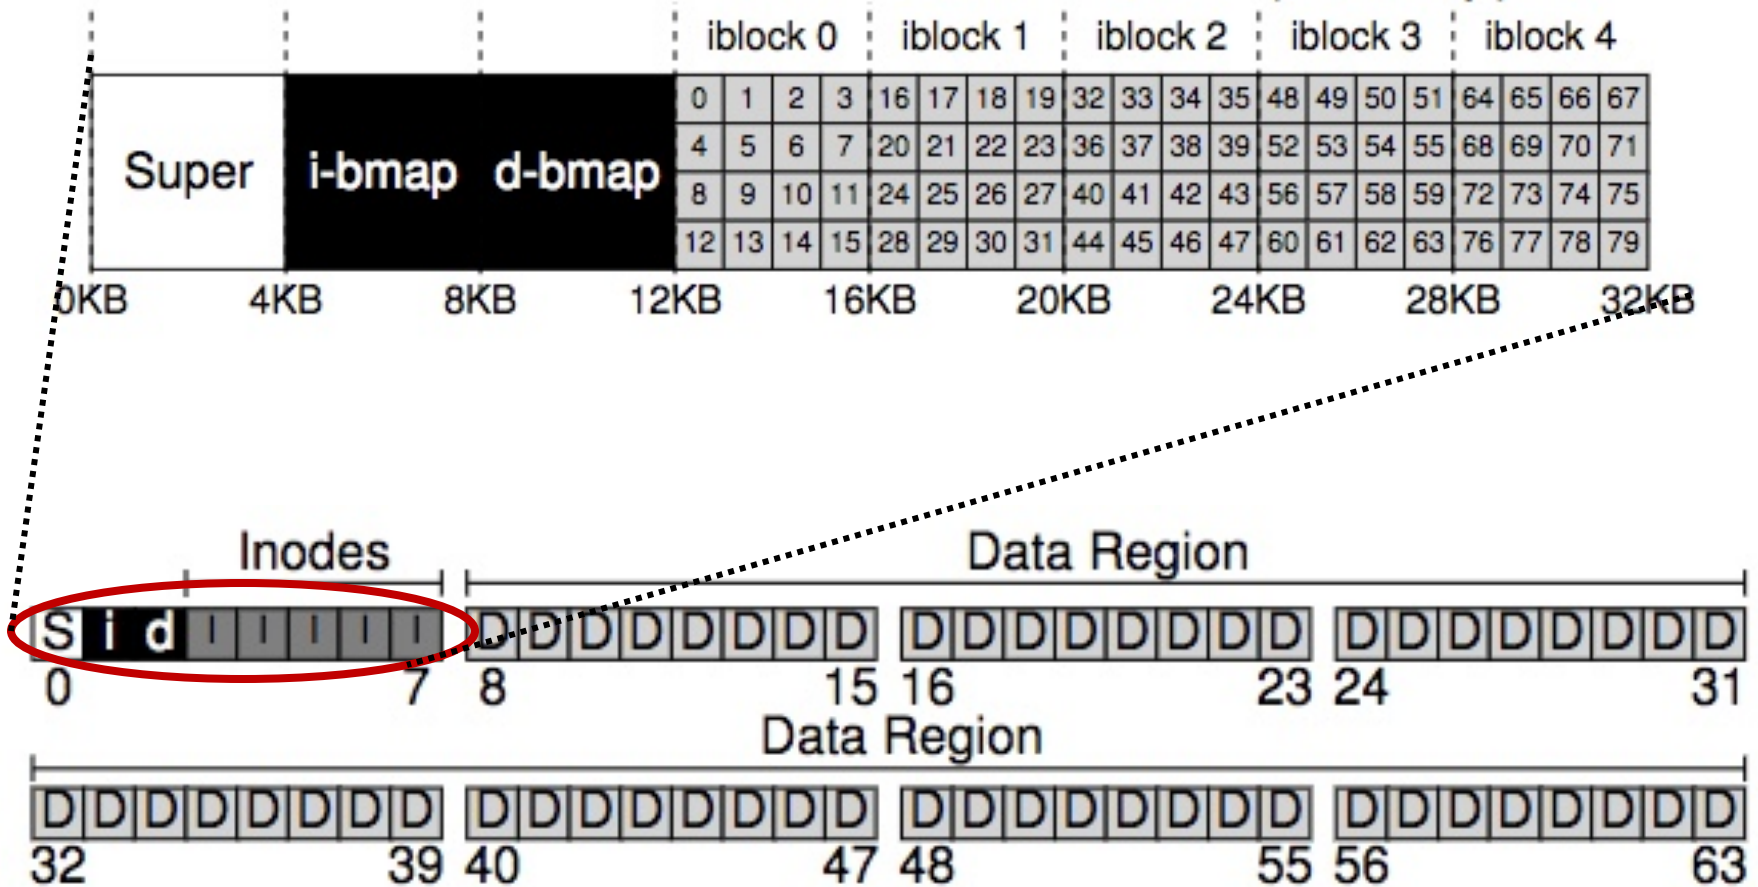 iblock 0 iblock 1 iblock 2 iblock 3 iblock 4
0 1 2 3 16 17 18 19 32 33 34 35 48 49 50 51 64 65 66 67
Super i-bmap d-bmap
4 5 6 7 20 21 22 23 36 37 38 39 52 53 54 55 68 69 70 71
8 9 10 11 24 25 26 27 40 41 42 43 56 57 58 59 72 73 74 75
12 13 14 15 28 29 30 31 44 45 46 47 60 61 62 63 76 77 78 79
0KB 4KB 8KB 12KB 16KB 20KB 24KB 28KB 32KB
Inodes Data Region
S i d I I I I I D D D D D D D D D D D D D D D D D D D D D D D D
0 7 8 15 16 23 24 31
Data Region
D D D D D D D D D D D D D D D D D D D D D D D D D D D D D D D D
32 39 40 47 48 55 56 63